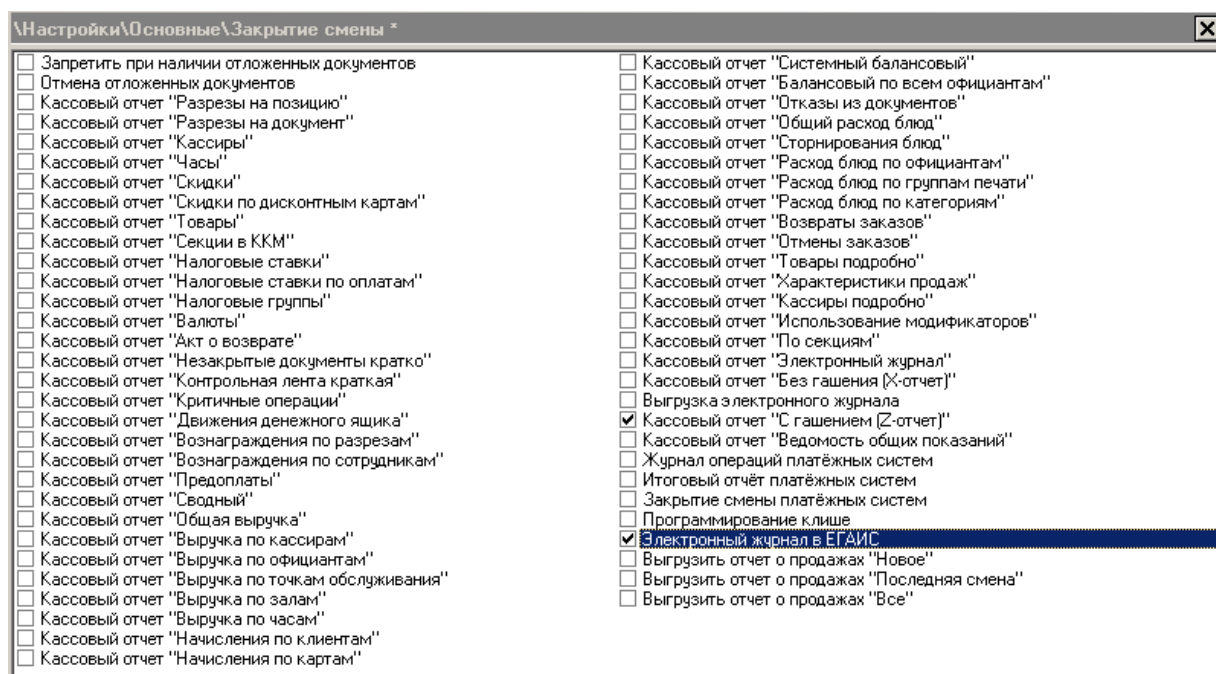 \Настройки\Основные\Закрытие смены *
Запретить при наличии отложенных документов
Отмена отложенных документов
Кассовый отчет "Разрезы на позицию"
Кассовый отчет "Разрезы на документ"
Кассовый отчет "Кассиры"
Кассовый отчет "Часы"
Кассовый отчет "Скидки"
Кассовый отчет "Скидки по дисконтным картам"
Кассовый отчет "Товары"
Кассовый отчет "Секции в ККМ"
Кассовый отчет "Налоговые ставки"
Кассовый отчет "Налоговые ставки по оплатам"
Кассовый отчет "Налоговые группы"
Кассовый отчет "Валюты"
Кассовый отчет "Акт о возврате"
Кассовый отчет "Незакрытые документы кратко"
Кассовый отчет "Контрольная лента краткая"
Кассовый отчет "Критичные операции"
Кассовый отчет "Движения денежного ящика"
Кассовый отчет "Вознаграждения по разрезам"
Кассовый отчет "Вознаграждения по сотрудникам"
Кассовый отчет "Предоплаты"
Кассовый отчет "Сводный"
Кассовый отчет "Общая выручка"
Кассовый отчет "Выручка по кассирам"
Кассовый отчет "Выручка по официантам"
Кассовый отчет "Выручка по точкам обслуживания"
Кассовый отчет "Выручка по залам"
Кассовый отчет "Выручка по часам"
Кассовый отчет "Начисления по клиентам"
Кассовый отчет "Начисления по картам"
Кассовый отчет "Системный балансовый"
Кассовый отчет "Балансовый по всем официантам"
Кассовый отчет "Отказы из документов"
Кассовый отчет "Общий расход блюд"
Кассовый отчет "Сторнирования блюд"
Кассовый отчет "Расход блюд по официантам"
Кассовый отчет "Расход блюд по группам печати"
Кассовый отчет "Расход блюд по категориям"
Кассовый отчет "Возвраты заказов"
Кассовый отчет "Отмены заказов"
Кассовый отчет "Товары подробно"
Кассовый отчет "Характеристики продаж"
Кассовый отчет "Кассиры подробно"
Кассовый отчет "Использование модификаторов"
Кассовый отчет "По секциям"
Кассовый отчет "Электронный журнал"
Кассовый отчет "Без гашения (X-отчет)"
Выгрузка электронного журнала
Кассовый отчет "С гашением (Z-отчет)"
Кассовый отчет "Ведомость общих показаний"
Журнал операций платёжных систем
Итоговый отчёт платёжных систем
Закрытие смены платёжных систем
Программирование клише
Электронный журнал в ЕГАИС
Выгрузить отчет о продажах "Новое"
Выгрузить отчет о продажах "Последняя смена"
Выгрузить отчет о продажах "Все"